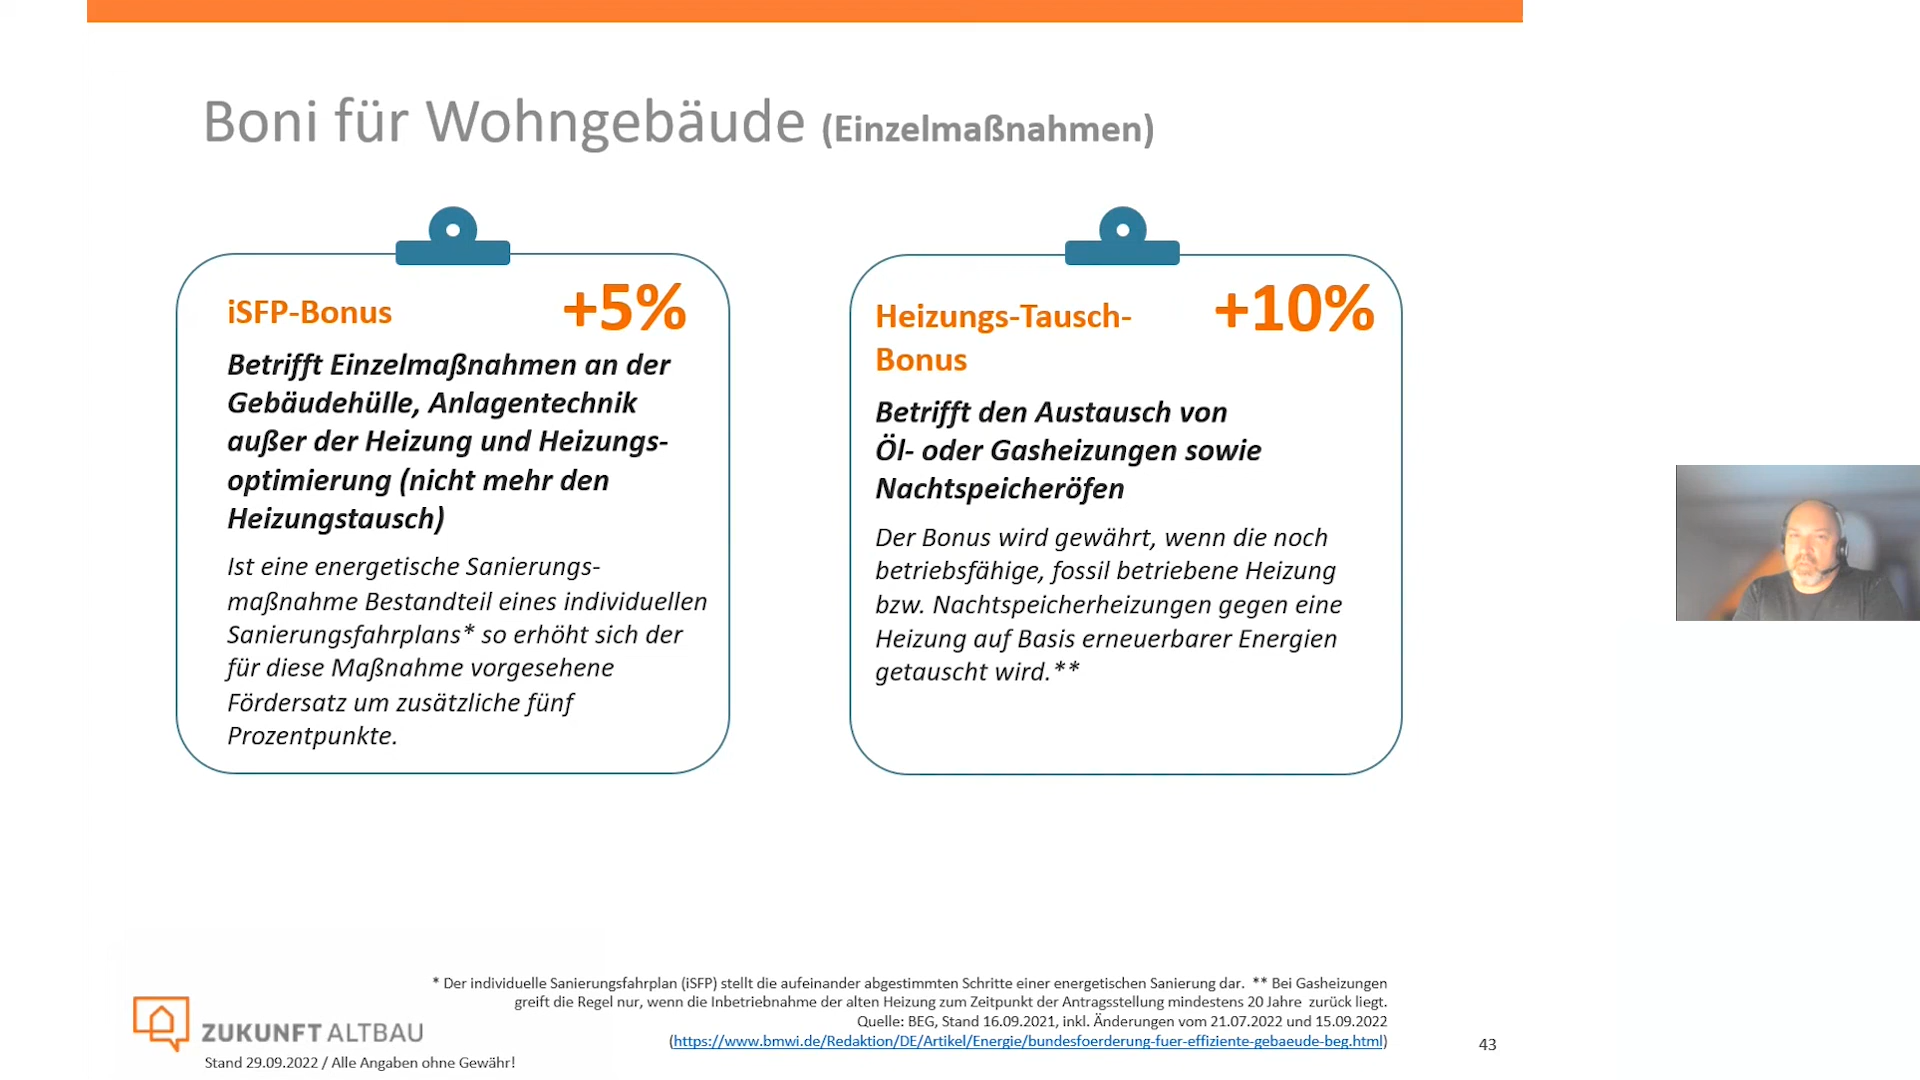 Boni für Wohngebäude (Einzelmaßnahmen)
iSFP-Bonus
+5%
Betrifft Einzelmaßnahmen an der
Gebäudehülle, Anlagentechnik
außer der Heizung und Heizungs-
optimierung (nicht mehr den
Heizungstausch)
Ist eine energetische Sanierungs-
maßnahme Bestandteil eines individuellen
Sanierungsfahrplans* so erhöht sich der
für diese Maßnahme vorgesehene
Fördersatz um zusätzliche fünf
Prozentpunkte.
Heizungs-Tausch-
Bonus
+10%
Betrifft den Austausch von
Öl- oder Gasheizungen sowie
Nachtspeicheröfen
Der Bonus wird gewährt, wenn die noch
betriebsfähige, fossil betriebene Heizung
bzw. Nachtspeicherheizungen gegen eine
Heizung auf Basis erneuerbarer Energien
getauscht wird.**
* Der individuelle Sanierungsfahrplan (iSFP) stellt die aufeinander abgestimmten Schritte einer energetischen Sanierung dar. ** Bei Gasheizungen
greift die Regel nur, wenn die Inbetriebnahme der alten Heizung zum Zeitpunkt der Antragsstellung mindestens 20 Jahre zurück liegt.
Quelle: BEG, Stand 16.09.2021, inkl. Änderungen vom 21.07.2022 und 15.09.2022
(https://www.bmwi.de/Redaktion/DE/Artikel/Energie/bundesfoerderung-fuer-effiziente-gebaeude-beg.html)
ZUKUNFT ALTBAU
Stand 29.09.2022 / Alle Angaben ohne Gewähr!
43